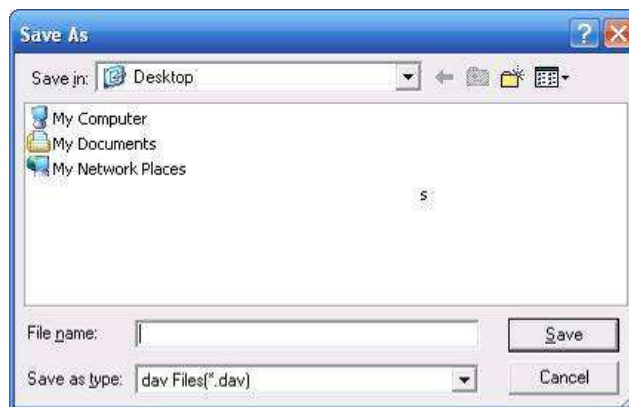 Save As
Save in: Desktop
My Computer
My Documents
My Network Places
s
File name: Save
Save as type: dav Files(*.dav) Cancel